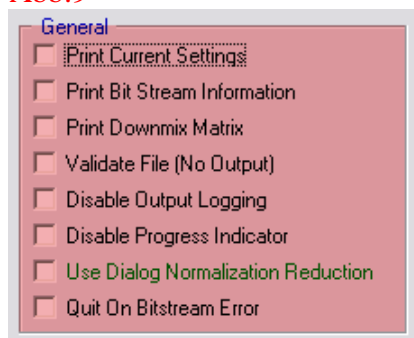 General
Print Current Settings
Print Bit Stream Information
Print Downmix Matrix
Validate File (No Output)
Disable Output Logging
Disable Progress Indicator
Use Dialog Normalization Reduction
Quit On Bitstream Error